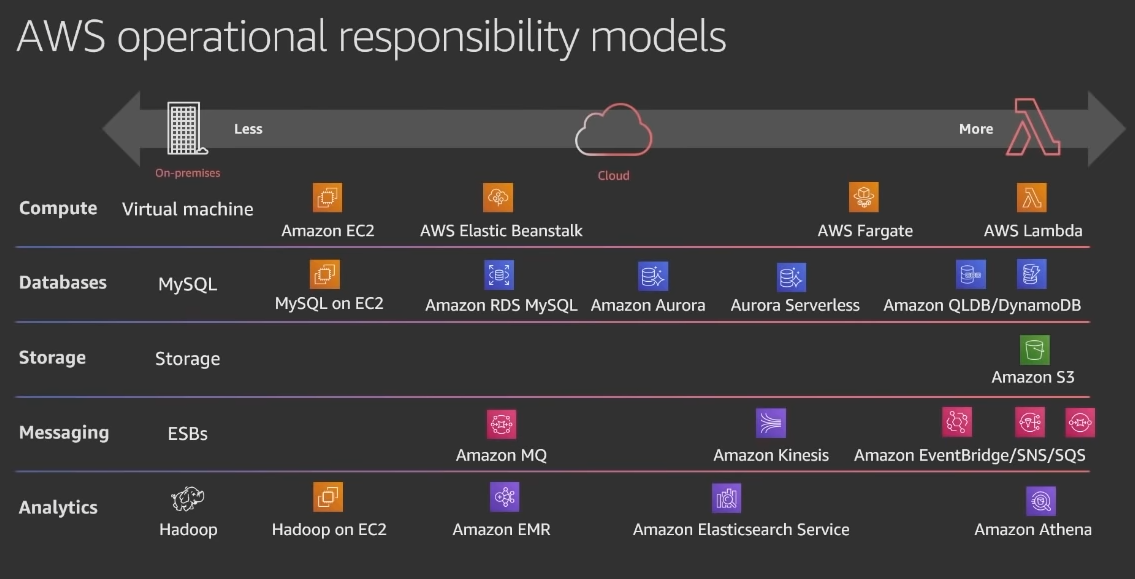 AWS operational responsibility models
Less
More
On-premises
Cloud
Compute
Virtual machine
Amazon EC2
AWS Elastic Beanstalk
AWS Fargate
AWS Lambda
Databases
MySQL
MySQL on EC2
Amazon RDS MySQL
Amazon Aurora
Aurora Serverless
Amazon QLDB/DynamoDB
Storage
Storage
Amazon S3
Messaging
ESBs
Amazon MQ
Amazon Kinesis
Amazon EventBridge/SNS/SQS
Analytics
Hadoop
Hadoop on EC2
Amazon EMR
Amazon Elasticsearch Service
Amazon Athena